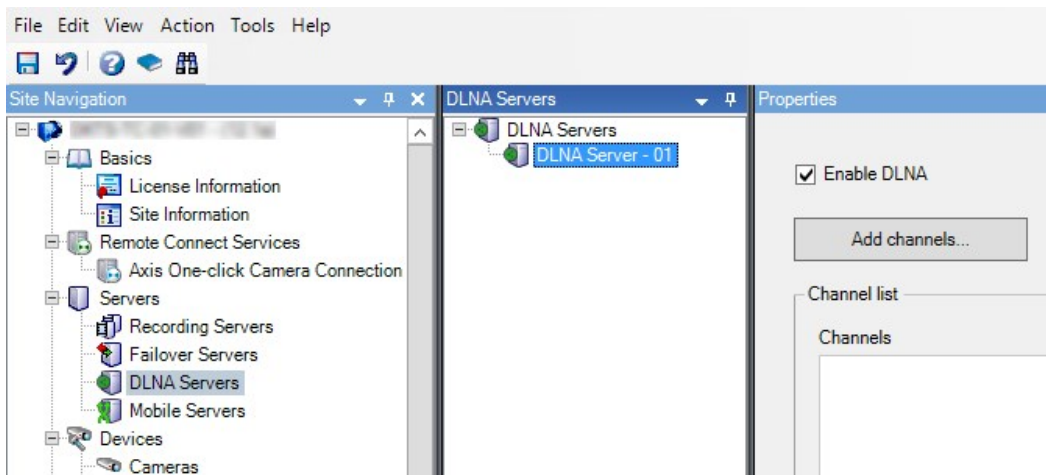 File Edit View Action Tools Help
Site Navigation
Basics
License Information
Site Information
Remote Connect Services
Axis One-click Camera Connection
Servers
Recording Servers
Failover Servers
DLNA Servers
Mobile Servers
Devices
Cameras
DLNA Servers
DLNA Servers
DLNA Server - 01
Properties
Enable DLNA
Add channels...
Channel list
Channels